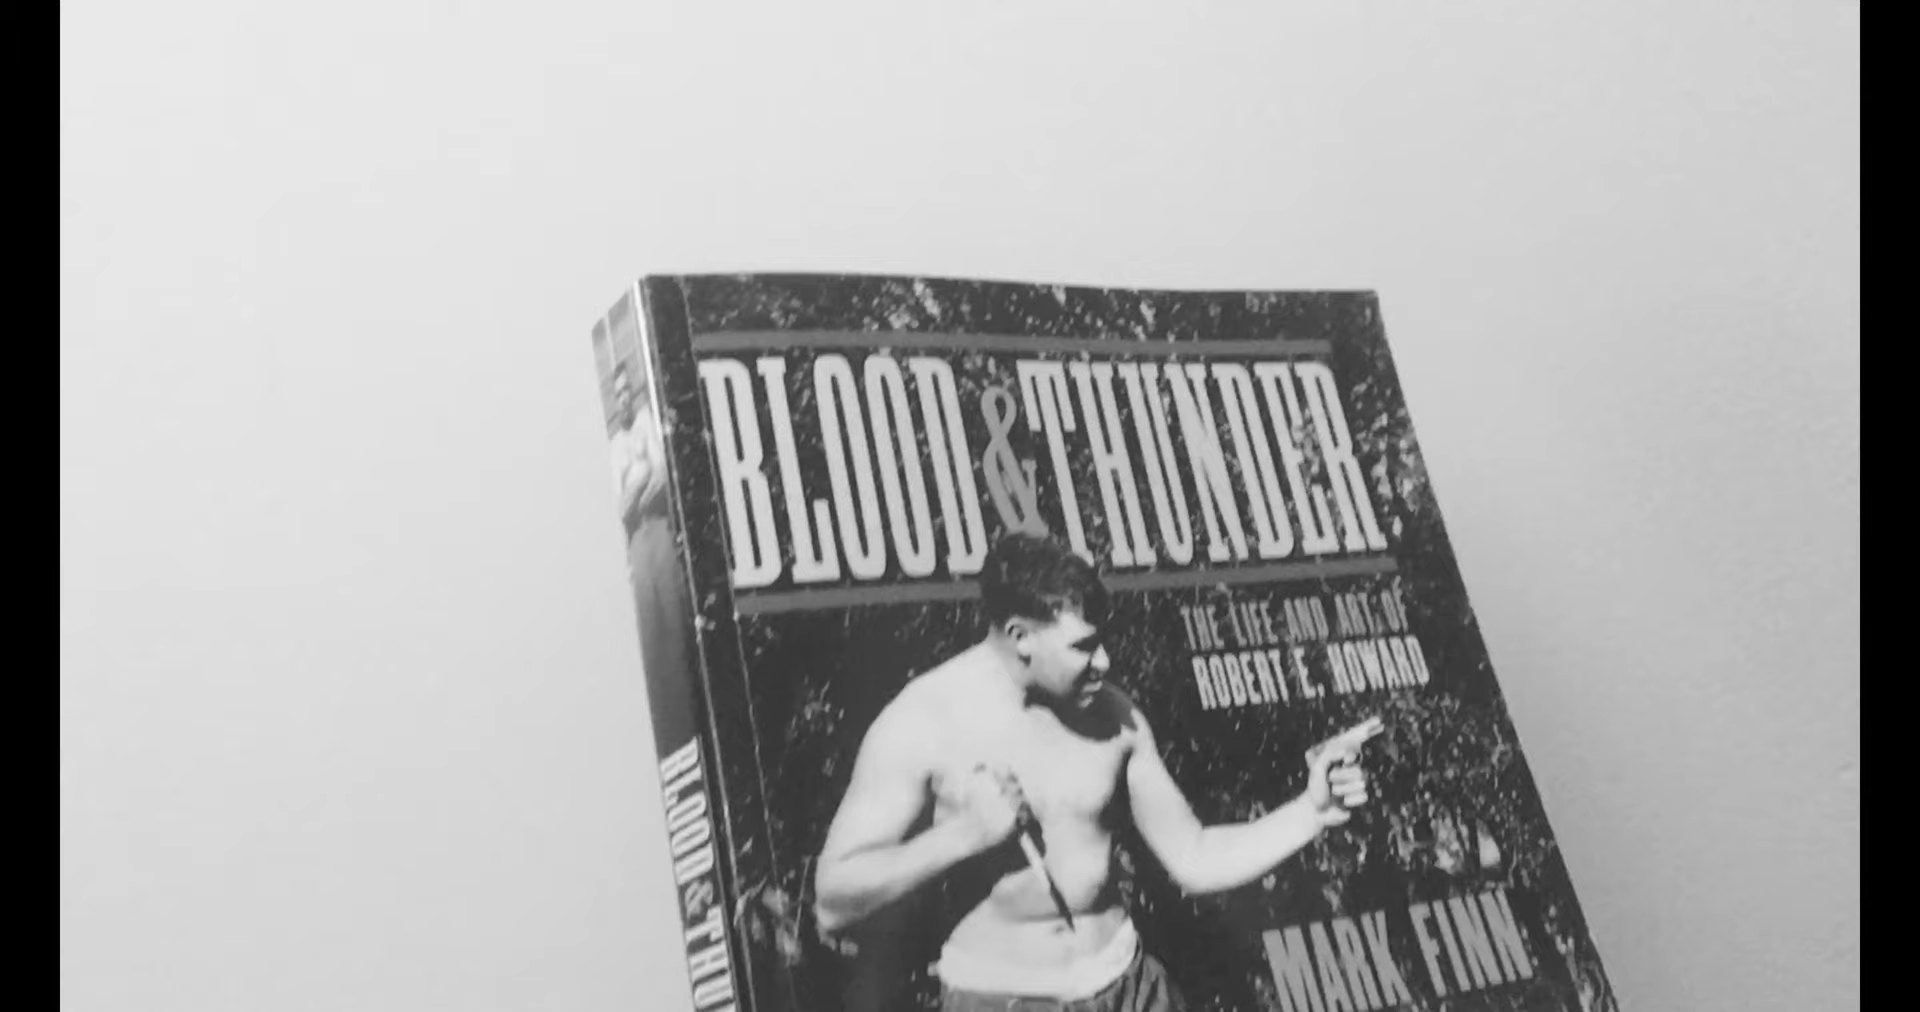 BLOOD & THUNDER
THE LIFE AND ART OF
ROBERT E. HOWARD
MARK FINN
BLOOD & THU